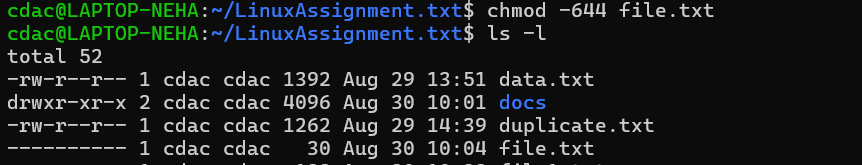 cdac@LAPTOP-NEHA:~/LinuxAssignment.txt$ chmod -644 file.txt
cdac@LAPTOP-NEHA:~/LinuxAssignment.txt$ ls -l
total 52
-rw-r--r-- 1 cdac cdac 1392 Aug 29 13:51 data.txt
drwxr-xr-x 2 cdac cdac 4096 Aug 30 10:01 docs
-rw-r--r-- 1 cdac cdac 1262 Aug 29 14:39 duplicate.txt
---------- 1 cdac cdac   30 Aug 30 10:04 file.txt